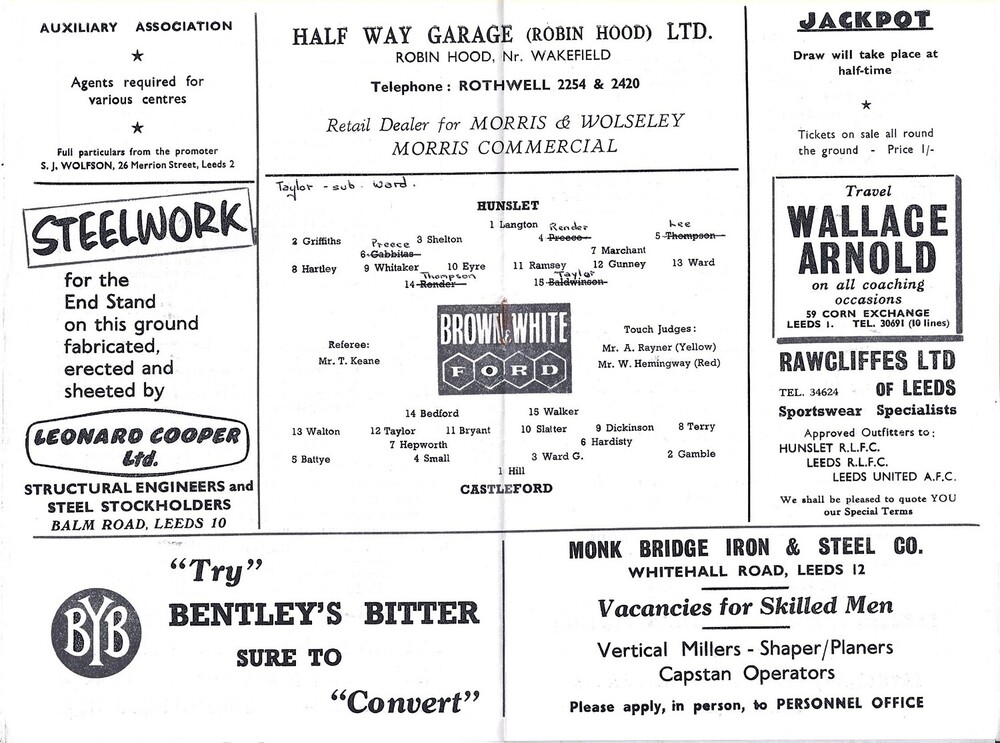 AUXILIARY ASSOCIATION
Agents required for
various centres
Full particulars from the promoter
S. J. WOLFSON, 26 Merrion Street, Leeds 2
STEELWORK
for the
End Stand
on this ground
fabricated,
erected and
sheeted by
LEONARD COOPER
Ltd.
STRUCTURAL ENGINEERS and
STEEL STOCKHOLDERS
BALM ROAD, LEEDS 10
HALF WAY GARAGE (ROBIN HOOD) LTD.
ROBIN HOOD, Nr. WAKEFIELD
Telephone : ROTHWELL 2254 & 2420
Retail Dealer for MORRIS & WOLSELEY
MORRIS COMMERCIAL
Taylor - sub. Ward.
HUNSLET
1 Langton
Render
Lee
2 Griffiths
Preece
3 Shelton
4 Preece
5 Thompson
6 Gabbitas
7 Marchant
8 Hartley 9 Whitaker 10 Eyre 11 Ramsey 12 Gunney 13 Ward
Thompson
Taylor
14 Render
15 Baldwinson
BROWN & WHITE
FORD
Referee:
Mr. T. Keane
Touch Judges:
Mr. A. Rayner (Yellow)
Mr. W. Hemingway (Red)
14 Bedford 15 Walker
13 Walton 12 Taylor 11 Bryant 10 Slatter 9 Dickinson 8 Terry
7 Hepworth 6 Hardisty
5 Battye 4 Small 3 Ward G. 2 Gamble
1 Hill
CASTLEFORD
JACKPOT
Draw will take place at
half-time
Tickets on sale all round
the ground - Price 1/-
Travel
WALLACE
ARNOLD
on all coaching
occasions
59 CORN EXCHANGE
LEEDS 1. TEL. 30691 (10 lines)
RAWCLIFFES LTD
TEL. 34624 OF LEEDS
Sportswear Specialists
Approved Outfitters to :
HUNSLET R.L.F.C.
LEEDS R.L.F.C.
LEEDS UNITED A.F.C.
We shall be pleased to quote YOU
our Special Terms
BYB
"Try"
BENTLEY'S BITTER
SURE TO
"Convert"
MONK BRIDGE IRON & STEEL CO.
WHITEHALL ROAD, LEEDS 12
Vacancies for Skilled Men
Vertical Millers - Shaper/Planers
Capstan Operators
Please apply, in person, to PERSONNEL OFFICE